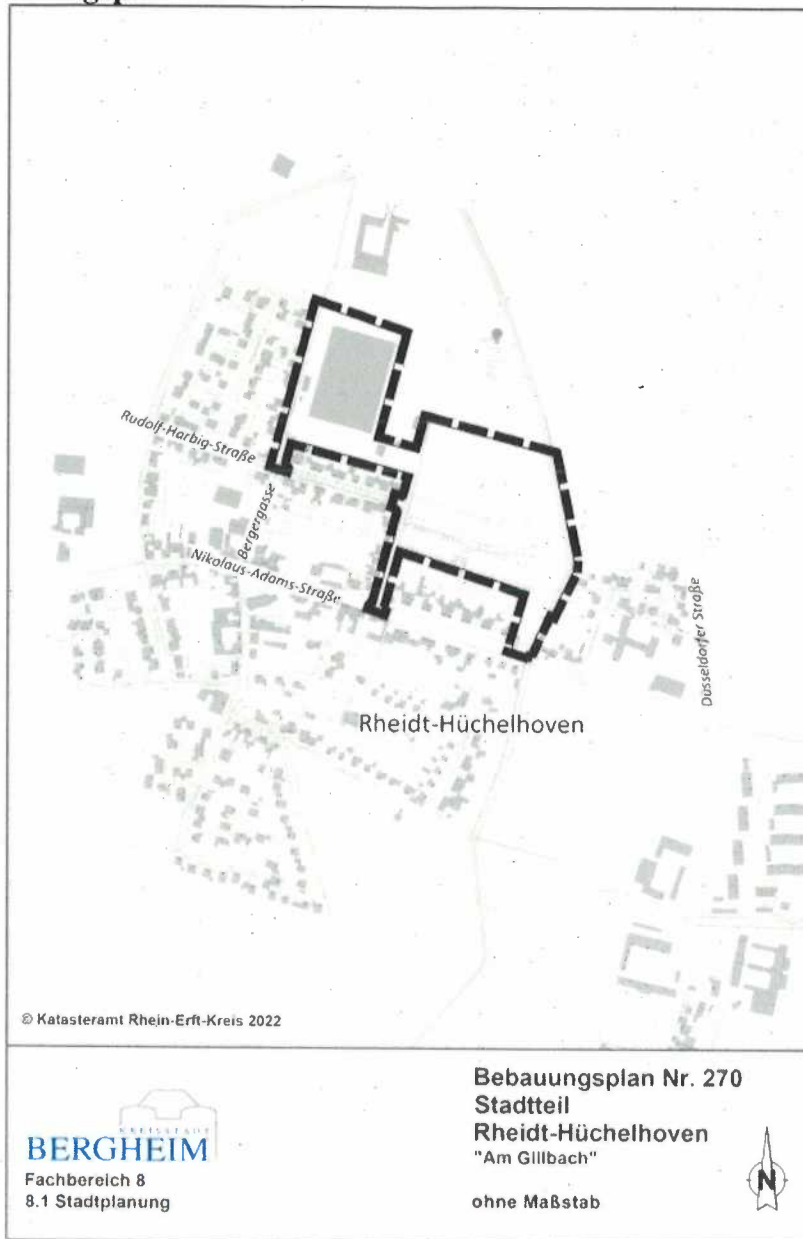 Rudolf-Harbig-Straße
Bergergasse
Nikolaus-Adams-Straße
Düsseldorfer Straße
Rheidt-Hüchelhoven
© Katasteramt Rhein-Erft-Kreis 2022
KREISSTADT
BERGHEIM
Fachbereich 8
8.1 Stadtplanung
Bebauungsplan Nr. 270
Stadtteil
Rheidt-Hüchelhoven
"Am Gillbach"
ohne Maßstab
N